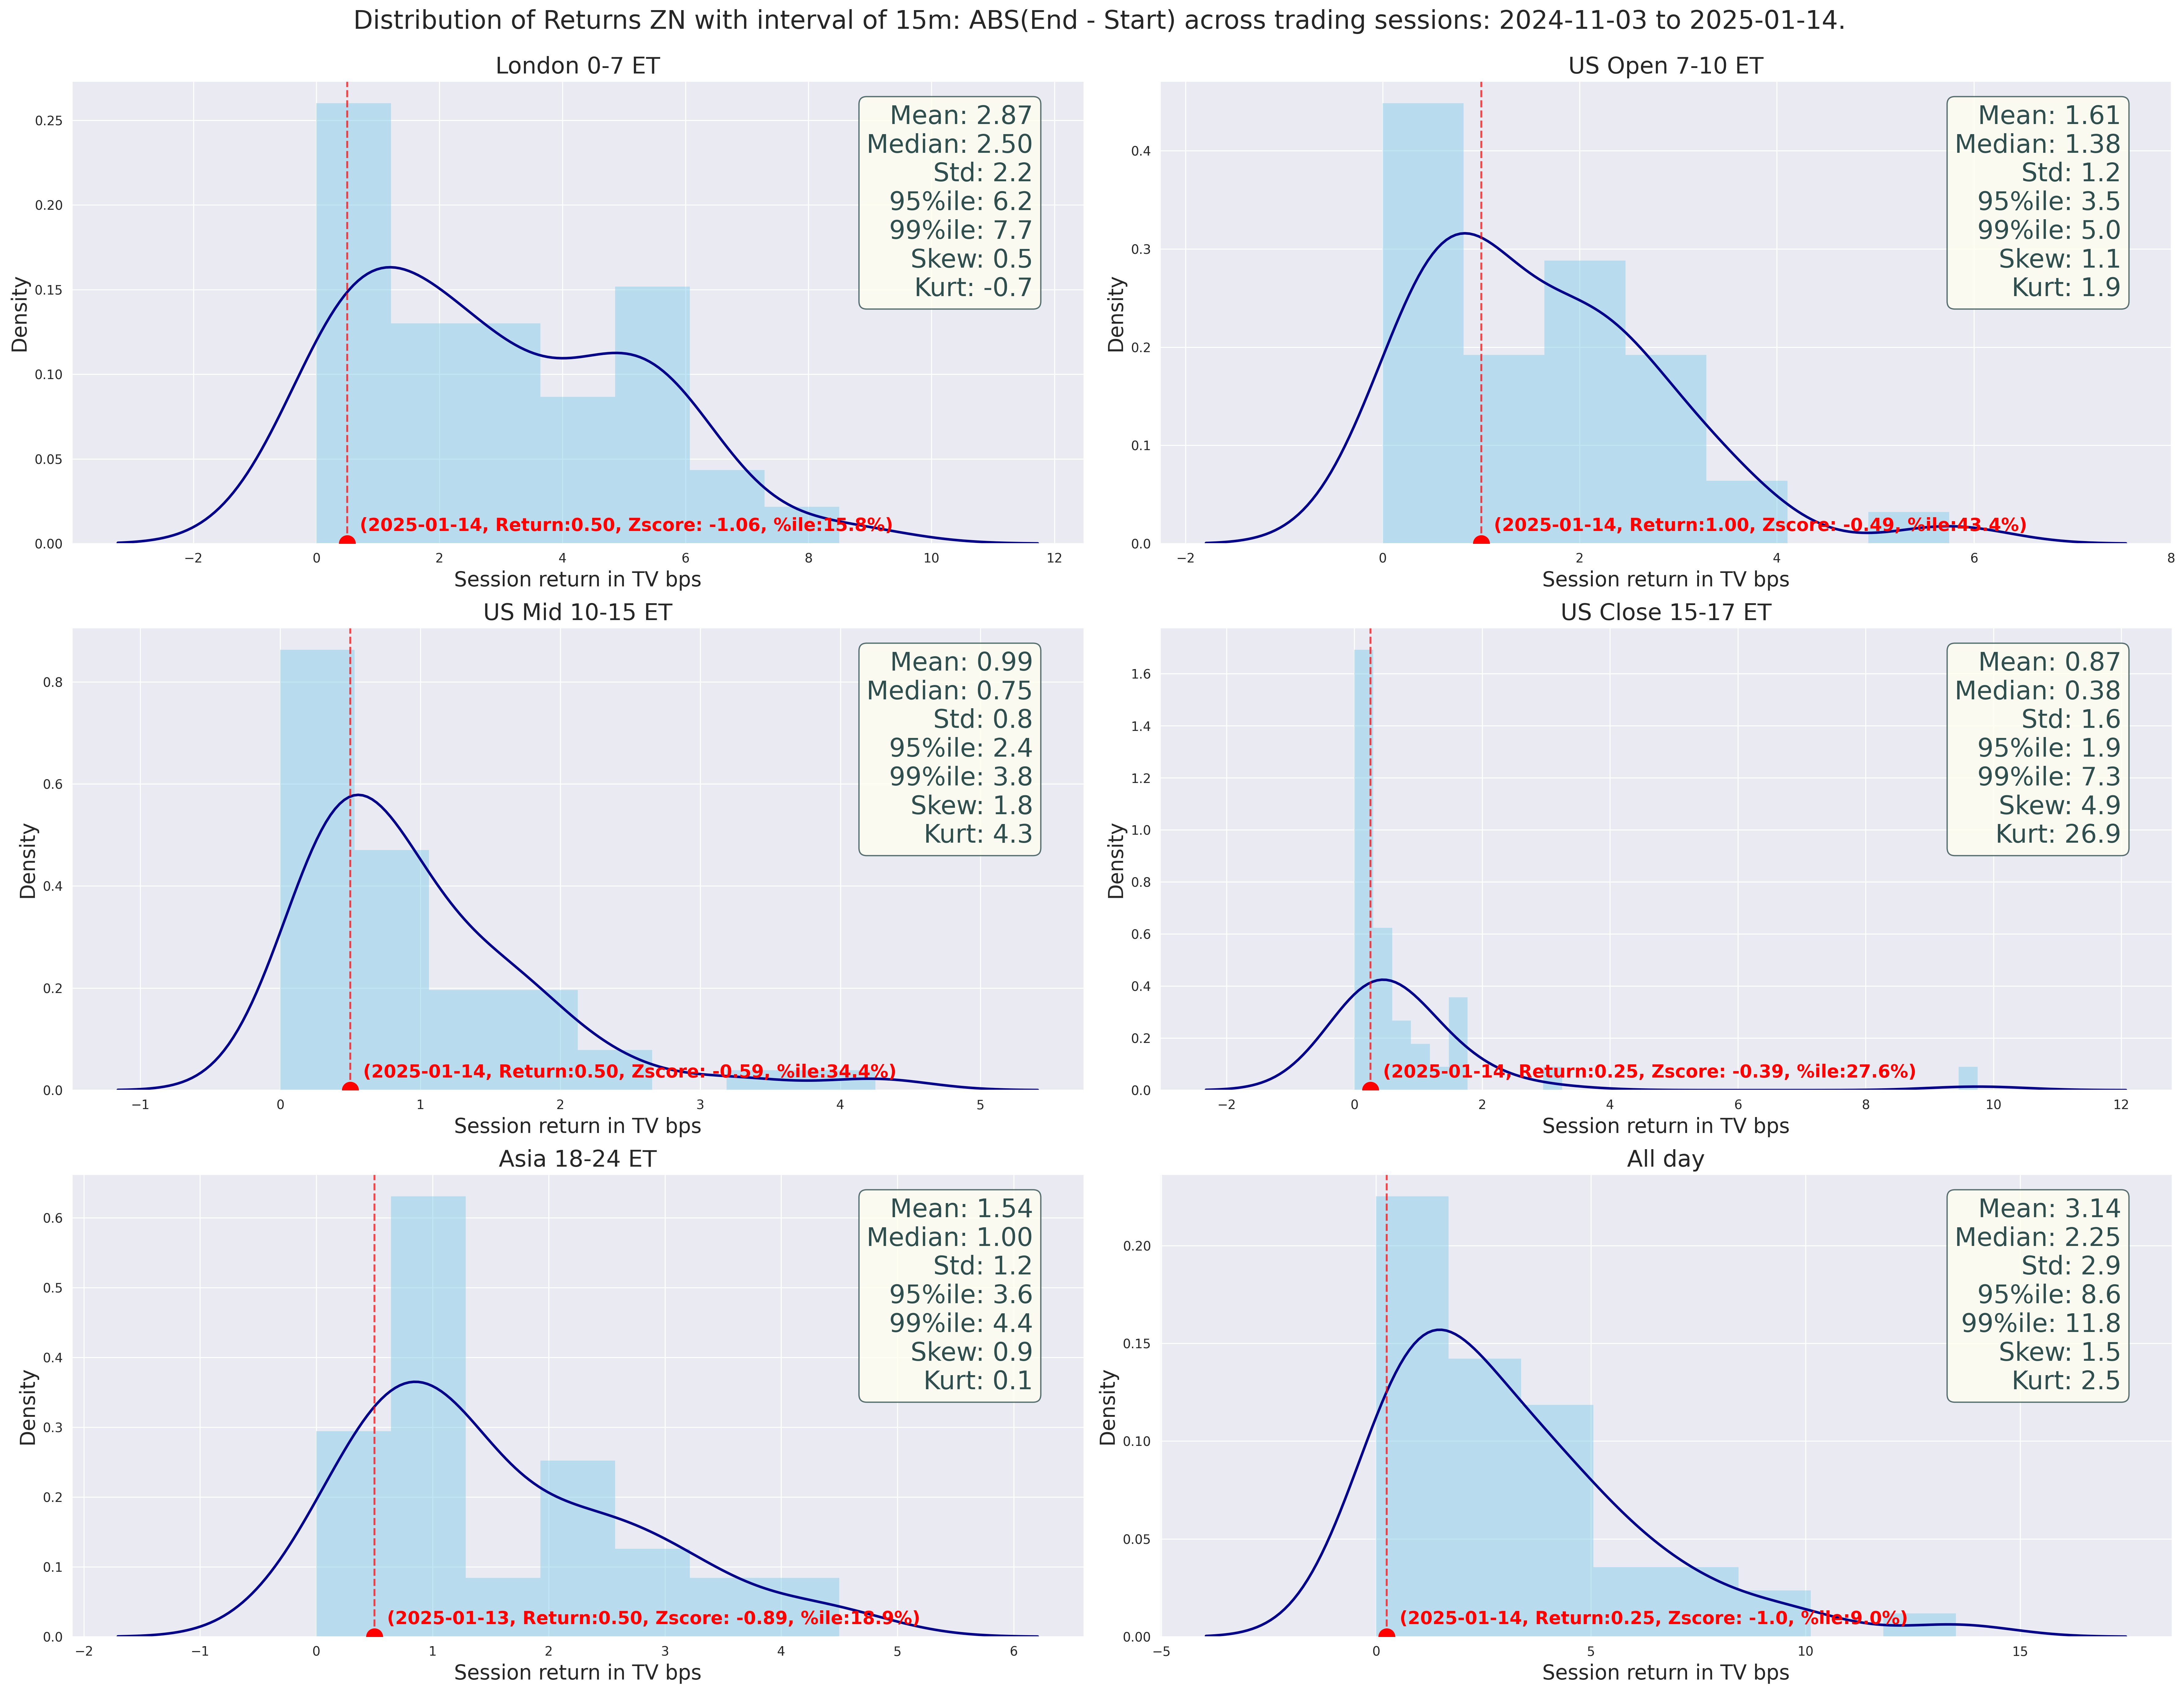 Distribution of Returns ZN with interval of 15m: ABS(End - Start) across trading sessions: 2024-11-03 to 2025-01-14.
London 0-7 ET
Density
0.25
0.20
0.15
0.10
0.05
0.00
Mean: 2.87
Median: 2.50
Std: 2.2
95%ile: 6.2
99%ile: 7.7
Skew: 0.5
Kurt: -0.7
(2025-01-14, Return:0.50, Zscore: -1.06, %ile:15.8%)
−2 0 2 4 6 8 10 12
Session return in TV bps
US Open 7-10 ET
Density
0.4
0.3
0.2
0.1
0.0
Mean: 1.61
Median: 1.38
Std: 1.2
95%ile: 3.5
99%ile: 5.0
Skew: 1.1
Kurt: 1.9
(2025-01-14, Return:1.00, Zscore: -0.49, %ile:43.4%)
−2 0 2 4 6 8
Session return in TV bps
US Mid 10-15 ET
Density
0.8
0.6
0.4
0.2
0.0
Mean: 0.99
Median: 0.75
Std: 0.8
95%ile: 2.4
99%ile: 3.8
Skew: 1.8
Kurt: 4.3
(2025-01-14, Return:0.50, Zscore: -0.59, %ile:34.4%)
−1 0 1 2 3 4 5
Session return in TV bps
US Close 15-17 ET
Density
1.6
1.4
1.2
1.0
0.8
0.6
0.4
0.2
0.0
Mean: 0.87
Median: 0.38
Std: 1.6
95%ile: 1.9
99%ile: 7.3
Skew: 4.9
Kurt: 26.9
(2025-01-14, Return:0.25, Zscore: -0.39, %ile:27.6%)
−2 0 2 4 6 8 10 12
Session return in TV bps
Asia 18-24 ET
Density
0.6
0.5
0.4
0.3
0.2
0.1
0.0
Mean: 1.54
Median: 1.00
Std: 1.2
95%ile: 3.6
99%ile: 4.4
Skew: 0.9
Kurt: 0.1
(2025-01-13, Return:0.50, Zscore: -0.89, %ile:18.9%)
−2 −1 0 1 2 3 4 5 6
Session return in TV bps
All day
Density
0.20
0.15
0.10
0.05
0.00
Mean: 3.14
Median: 2.25
Std: 2.9
95%ile: 8.6
99%ile: 11.8
Skew: 1.5
Kurt: 2.5
(2025-01-14, Return:0.25, Zscore: -1.0, %ile:9.0%)
−5 0 5 10 15
Session return in TV bps